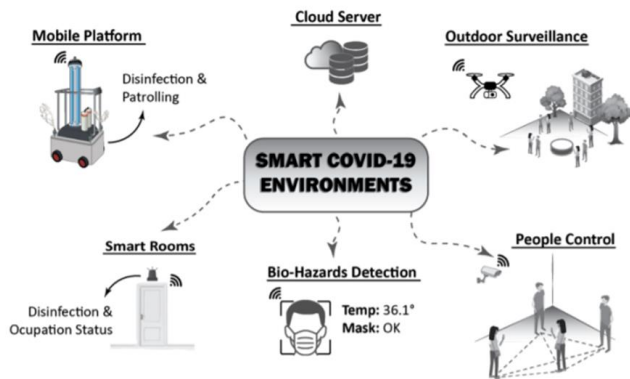 Cloud Server
Mobile Platform
Outdoor Surveillance
Disinfection &
Patrolling
SMART COVID-19
ENVIRONMENTS
Smart Rooms
Bio-Hazards Detection
People Control
Disinfection &
Ocupation Status
Temp: 36.1°
Mask: OK